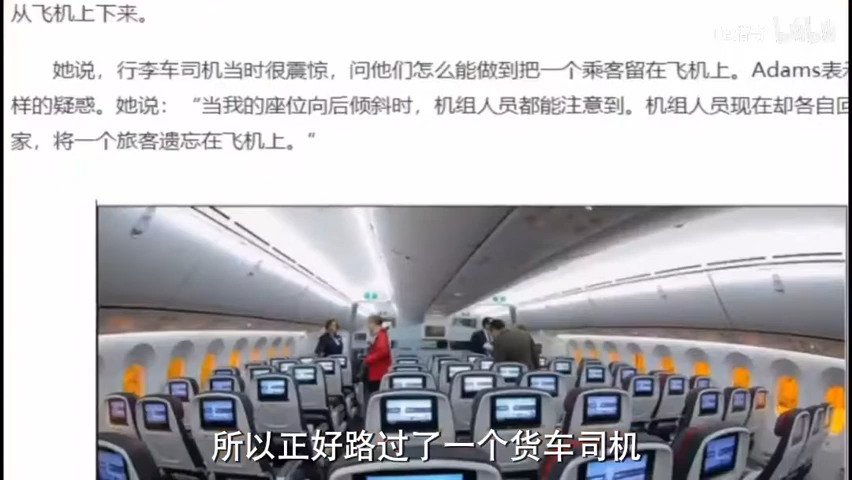 从飞机上下来。
她说，行李车司机当时很震惊，问他们怎么能做到把一个乘客留在飞机上。Adams表示
样的疑惑。她说：“当我的座位向后倾斜时，机组人员都能注意到。机组人员现在却各自回
家，将一个旅客遗忘在飞机上。”
所以正好路过了一个货车司机